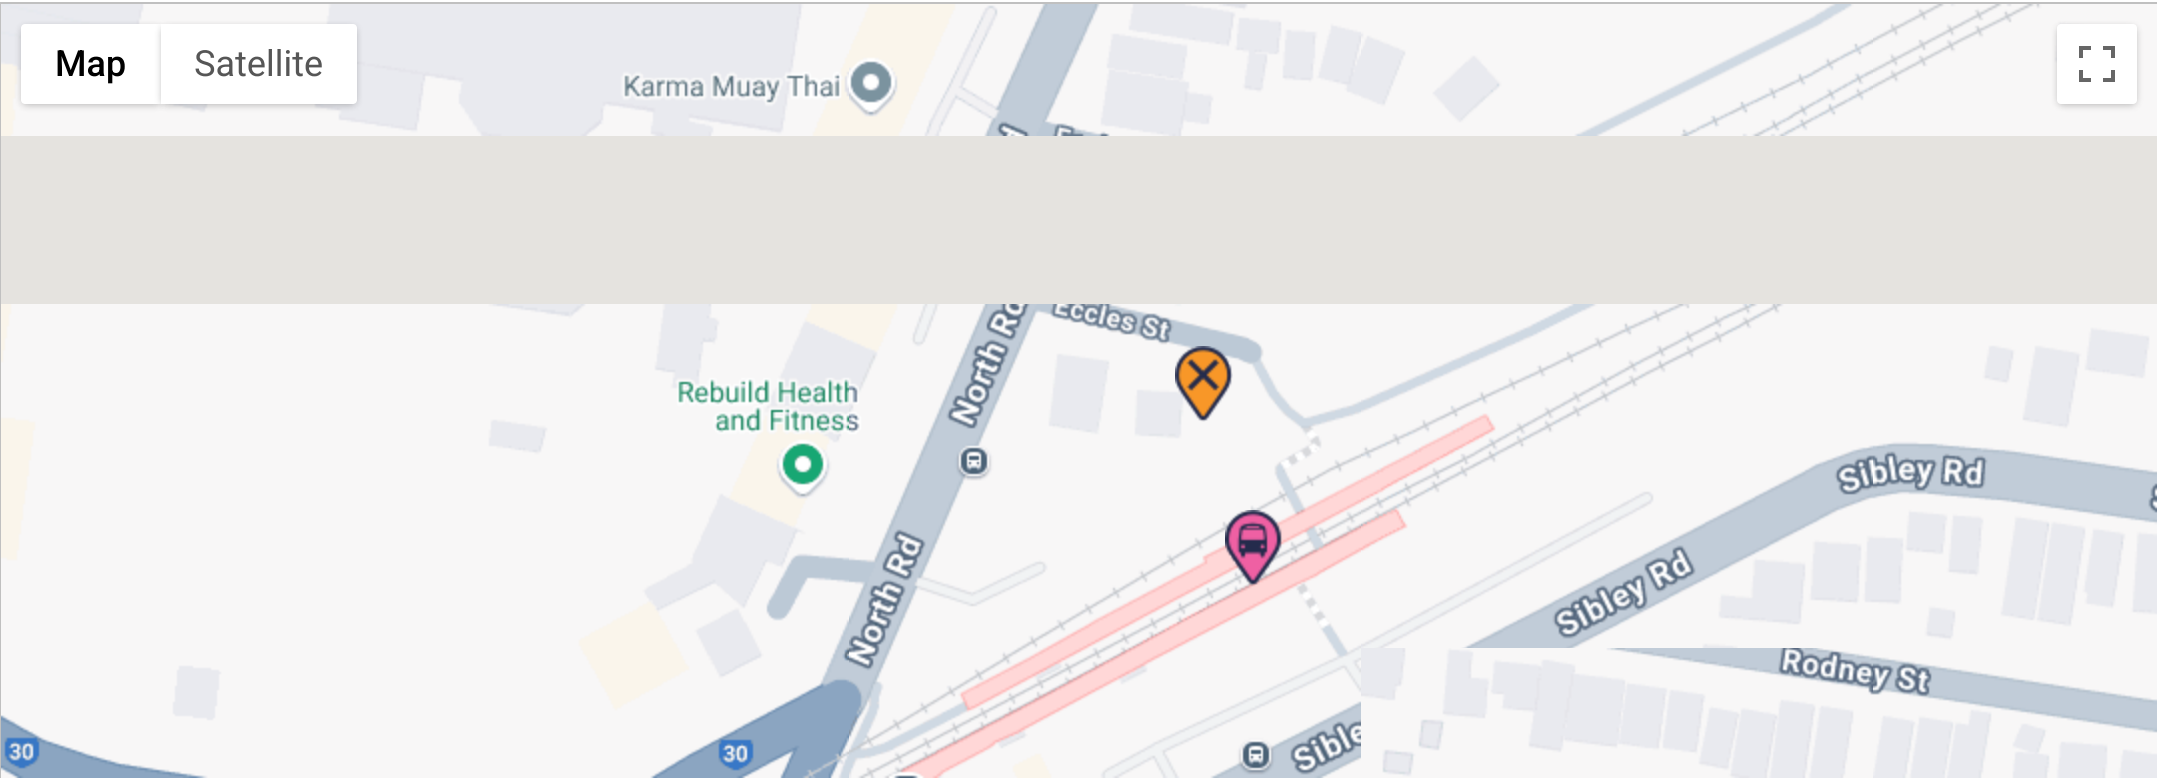 Map
Satellite
Karma Muay Thai
Eccles St
North Rd
Rebuild Health
and Fitness
Sibley Rd
North Rd
Sibley Rd
Rodney St
30
30